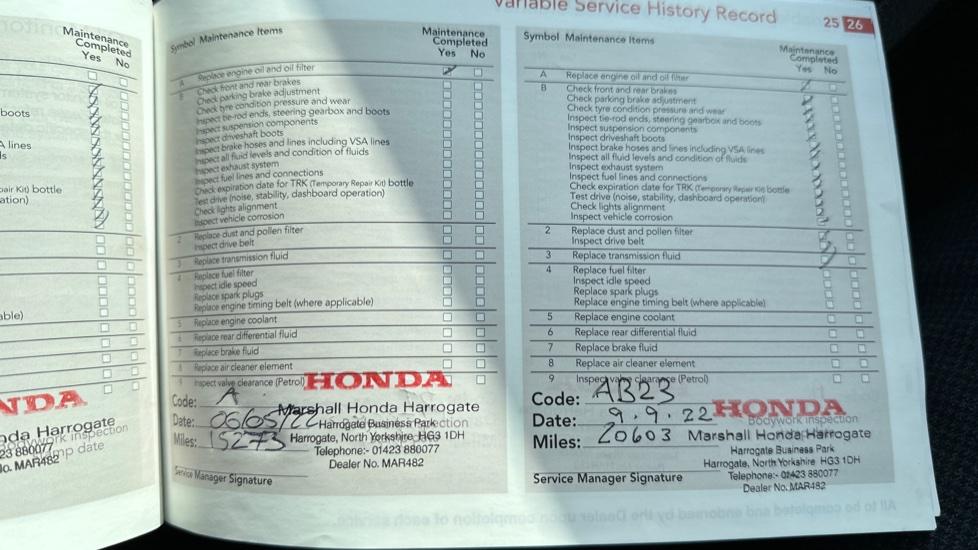 Variable Service History Record
25 26
Maintenance
Completed
Yes No
boots
A lines
ls
pair Kit) bottle
ation)
able)
NDA
nda Harrogate
23 880077
No. MAR482
Symbol Maintenance Items
Maintenance
Completed
Yes No
A Replace engine oil and oil filter
Check front and rear brakes
Check parking brake adjustment
Check tyre condition pressure and wear
Inspect tie-rod ends, steering gearbox and boots
Inspect suspension components
Inspect driveshaft boots
Inspect brake hoses and lines including VSA lines
Inspect all fluid levels and condition of fluids
Inspect exhaust system
Inspect fuel lines and connections
Check expiration date for TRK (Temporary Repair Kit) bottle
Test drive (noise, stability, dashboard operation)
Check lights alignment
Inspect vehicle corrosion
2 Replace dust and pollen filter
Inspect drive belt
3 Replace transmission fluid
4 Replace fuel filter
Inspect idle speed
Replace spark plugs
Replace engine timing belt (where applicable)
5 Replace engine coolant
6 Replace rear differential fluid
7 Replace brake fluid
8 Replace air cleaner element
9 Inspect valve clearance (Petrol)
HONDA
Code: A
Date: 06/05/22
Miles: 15273
Marshall Honda Harrogate
Harrogate Business Park
Harrogate, North Yorkshire, HG3 1DH
Telephone:- 01423 880077
Dealer No. MAR482
Service Manager Signature
Symbol Maintenance Items
Maintenance
Completed
Yes No
A Replace engine oil and oil filter
B Check front and rear brakes
Check parking brake adjustment
Check tyre condition pressure and wear
Inspect tie-rod ends, steering gearbox and boots
Inspect suspension components
Inspect driveshaft boots
Inspect brake hoses and lines including VSA lines
Inspect all fluid levels and condition of fluids
Inspect exhaust system
Inspect fuel lines and connections
Check expiration date for TRK (Temporary Repair Kit) bottle
Test drive (noise, stability, dashboard operation)
Check lights alignment
Inspect vehicle corrosion
2 Replace dust and pollen filter
Inspect drive belt
3 Replace transmission fluid
4 Replace fuel filter
Inspect idle speed
Replace spark plugs
Replace engine timing belt (where applicable)
5 Replace engine coolant
6 Replace rear differential fluid
7 Replace brake fluid
8 Replace air cleaner element
9 Inspect valve clearance (Petrol)
Code: AB23
Date: 9.9.22
Miles: 20603
HONDA
Bodywork inspection
Marshall Honda Harrogate
Harrogate Business Park
Harrogate, North Yorkshire HG3 1DH
Telephone:- 01423 880077
Dealer No. MAR482
Service Manager Signature